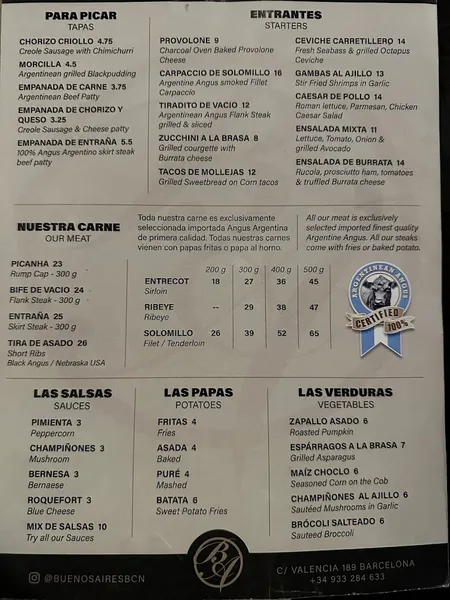 PARA PICAR
TAPAS
CHORIZO CRIOLLO 4.75
Creole Sausage with Chimichurri
MORCILLA 4.5
Argentinean grilled Blackpudding
EMPANADA DE CARNE 3.75
Argentinean Beef Patty
EMPANADA DE CHORIZO Y
QUESO 3.25
Creole Sausage & Cheese patty
EMPANADA DE ENTRAÑA 5.5
100% Angus Argentino skirt steak
beef patty
ENTRANTES
STARTERS
PROVOLONE 9
Charcoal Oven Baked Provolone
Cheese
CARPACCIO DE SOLOMILLO 16
Argentine Angus smoked Fillet
Carpaccio
TIRADITO DE VACIO 12
Argentinean Angus Flank Steak
grilled & sliced
ZUCCHINI A LA BRASA 8
Grilled courgette with
Burrata cheese
TACOS DE MOLLEJAS 12
Grilled Sweetbread on Corn tacos
CEVICHE CARRETILLERO 14
Fresh Seabass & grilled Octopus
Ceviche
GAMBAS AL AJILLO 13
Stir Fried Shrimps in Garlic
CAESAR DE POLLO 14
Roman lettuce, Parmesan, Chicken
Caesar Salad
ENSALADA MIXTA 11
Lettuce, Tomato, Onion &
grilled Avocado
ENSALADA DE BURRATA 14
Rucola, prosciutto ham, tomatoes
& truffled Burrata cheese
NUESTRA CARNE
OUR MEAT
Toda nuestra carne es exclusivamente
seleccionada importada Angus Argentina
de primera calidad. Todas nuestras carnes
vienen con papas fritas o papa al horno.
All our meat is exclusively
selected imported finest quality
Argentine Angus. All our steaks
come with fries or baked potato.
PICANHA 23
Rump Cap - 300 g
BIFE DE VACIO 24
Flank Steak - 300 g
ENTRAÑA 25
Skirt Steak - 300 g
TIRA DE ASADO 26
Short Ribs
Black Angus / Nebraska USA
200 g 300 g 400 g 500 g
ENTRECOT 18 27 36 45
Sirloin
RIBEYE -- 29 38 47
Ribeye
SOLOMILLO 26 39 52 65
Filet / Tenderloin
ARGENTINEAN ANGUS
CERTIFIED
100%
LAS SALSAS
SAUCES
PIMIENTA 3
Peppercorn
CHAMPIÑONES 3
Mushroom
BERNESA 3
Bernaese
ROQUEFORT 3
Blue Cheese
MIX DE SALSAS 10
Try all our Sauces
LAS PAPAS
POTATOES
FRITAS 4
Fries
ASADA 4
Baked
PURÉ 4
Mashed
BATATA 6
Sweet Potato Fries
LAS VERDURAS
VEGETABLES
ZAPALLO ASADO 6
Roasted Pumpkin
ESPÁRRAGOS A LA BRASA 7
Grilled Asparagus
MAÍZ CHOCLO 6
Seasoned Corn on the Cob
CHAMPIÑONES AL AJILLO 6
Sautéed Mushrooms in Garlic
BRÓCOLI SALTEADO 6
Sauteed Broccoli
@BUENOSAIRESBCN
BA
C/ VALENCIA 189 BARCELONA
+34 933 284 633